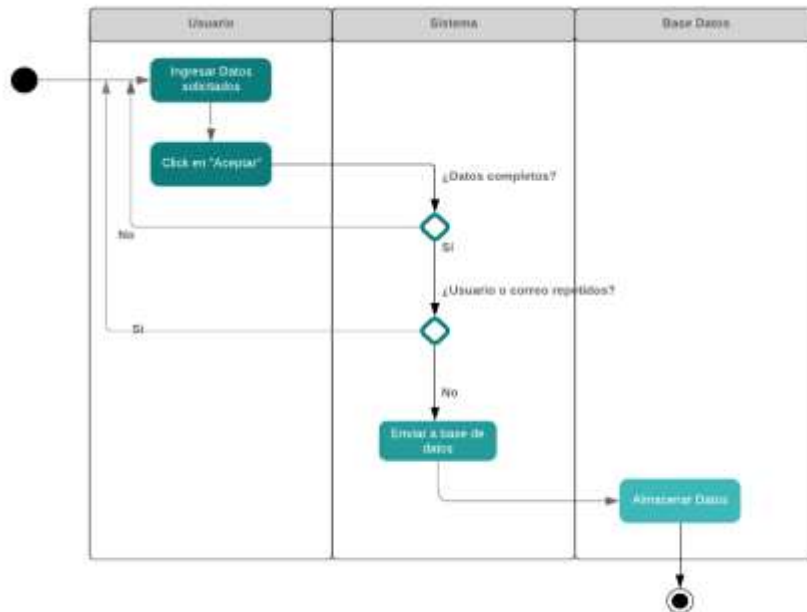 Usuario
Sistema
Base Datos
Ingresar Datos
solicitados
Click en "Aceptar"
¿Datos completos?
No
Sí
¿Usuario o correo repetidos?
Si
No
Enviar a base de
datos
Almacenar Datos